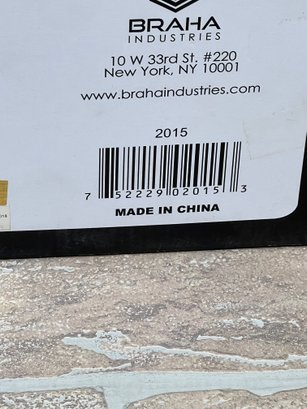 BRAHA
INDUSTRIES
10 W 33rd St. #220
New York, NY 10001
www.brahaindustries.com
2015
7 52229 02015 3
MADE IN CHINA